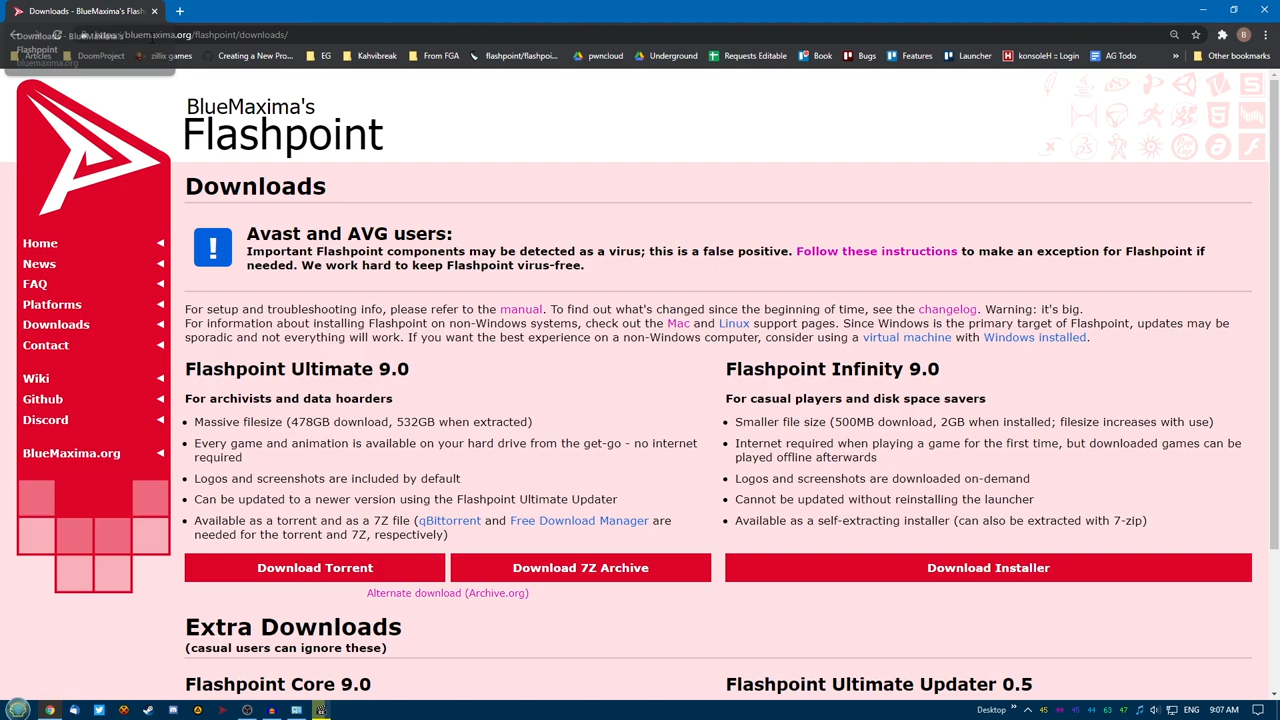 Downloads - BlueMaxima's Flashpo
https://bluemaxima.org/flashpoint/downloads/
Downloads - BlueMaxima's
Flashpoint
bluemaxima.org
Articles
DoomProject
zillix games
Creating a New Pro...
EG
Kahvibreak
From FGA
flashpoint/flashpoi...
pwncloud
Underground
Requests Editable
Book
Bugs
Features
Launcher
konsoleH :: Login
AG Todo
Other bookmarks
BlueMaxima's
Flashpoint
Home
News
FAQ
Platforms
Downloads
Contact
Wiki
Github
Discord
BlueMaxima.org
Downloads
Avast and AVG users:
Important Flashpoint components may be detected as a virus; this is a false positive. Follow these instructions to make an exception for Flashpoint if
needed. We work hard to keep Flashpoint virus-free.
For setup and troubleshooting info, please refer to the manual. To find out what's changed since the beginning of time, see the changelog. Warning: it's big.
For information about installing Flashpoint on non-Windows systems, check out the Mac and Linux support pages. Since Windows is the primary target of Flashpoint, updates may be
sporadic and not everything will work. If you want the best experience on a non-Windows computer, consider using a virtual machine with Windows installed.
Flashpoint Ultimate 9.0
For archivists and data hoarders
Massive filesize (478GB download, 532GB when extracted)
Every game and animation is available on your hard drive from the get-go - no internet
required
Logos and screenshots are included by default
Can be updated to a newer version using the Flashpoint Ultimate Updater
Available as a torrent and as a 7Z file (qBittorrent and Free Download Manager are
needed for the torrent and 7Z, respectively)
Download Torrent
Download 7Z Archive
Alternate download (Archive.org)
Flashpoint Infinity 9.0
For casual players and disk space savers
Smaller file size (500MB download, 2GB when installed; filesize increases with use)
Internet required when playing a game for the first time, but downloaded games can be
played offline afterwards
Logos and screenshots are downloaded on-demand
Cannot be updated without reinstalling the launcher
Available as a self-extracting installer (can also be extracted with 7-zip)
Download Installer
Extra Downloads
(casual users can ignore these)
Flashpoint Core 9.0
Flashpoint Ultimate Updater 0.5
Desktop
45 44 45 44 63 47
ENG
9:07 AM